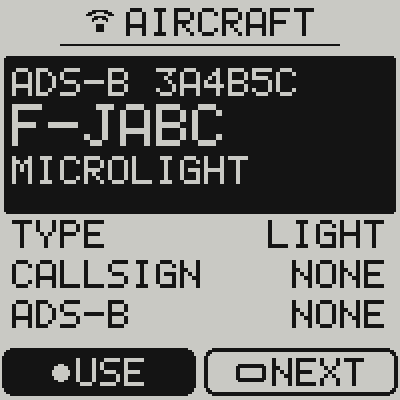 AIRCRAFT
ADS-B 3A4B5C
F-JABC
MICROLIGHT
TYPE LIGHT
CALLSIGN NONE
ADS-B NONE
USE NEXT